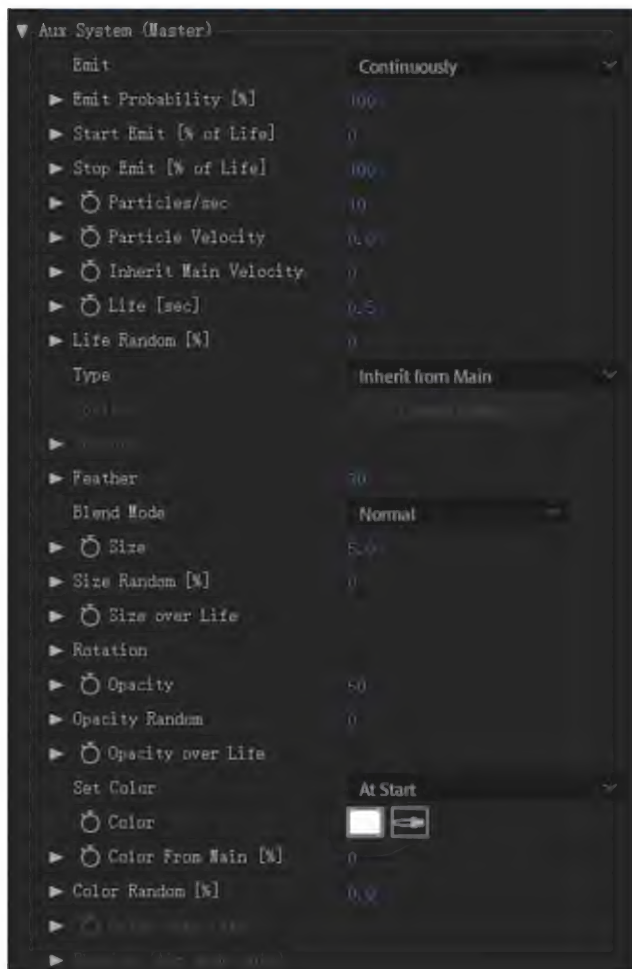 Aux System (Master)
Emit Continuously
Emit Probability [%] 100
Start Emit [% of Life] 0
Stop Emit [% of Life] 100
Particles/sec 10
Particle Velocity 0.0
Inherit Main Velocity 0
Life [sec] 0.5
Life Random [%] 0
Type Inherit from Main
Feather
Blend Mode Normal
Size 5.0
Size Random [%] 0
Size over Life
Rotation
Opacity 60
Opacity Random 0
Opacity over Life
Set Color At Start
Color
Color From Main [%] 0
Color Random [%] 0.0